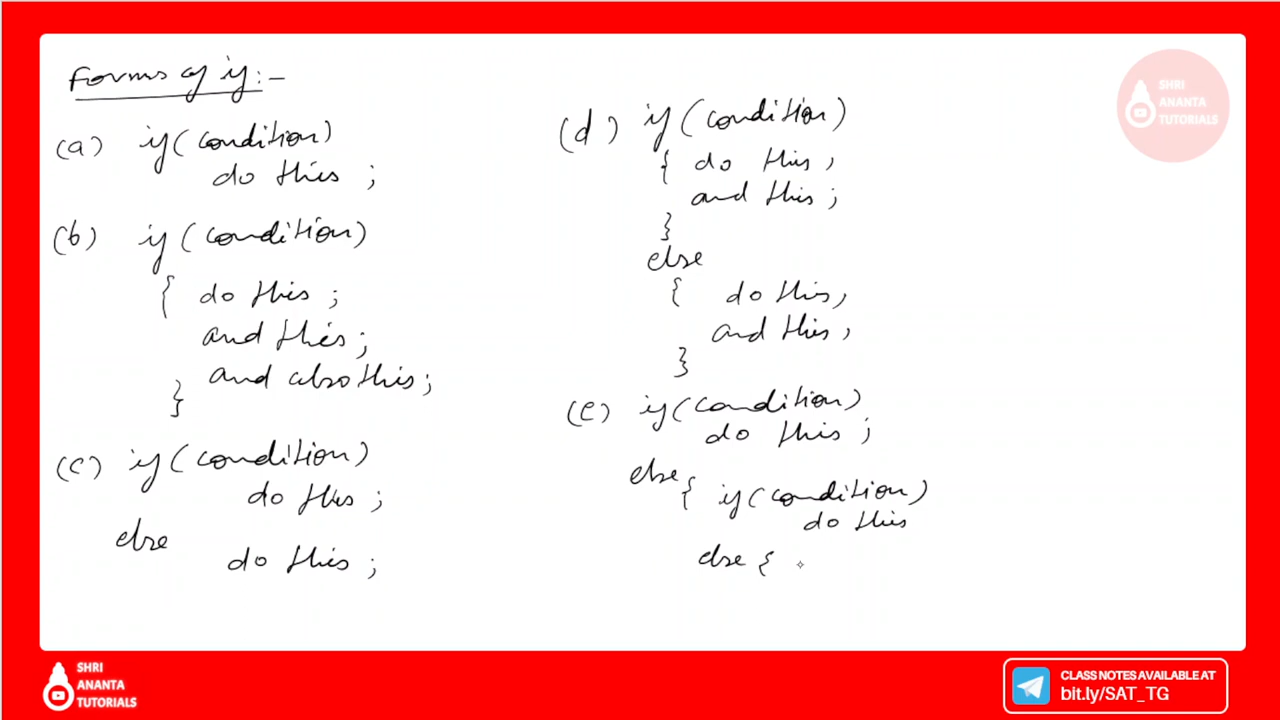 Forms of if :-
(a) if (condition)
do this ;
(b) if (condition)
{ do this ;
and this ;
and also this ;
}
(c) if (condition)
do this ;
else
do this ;
(d) if (condition)
{ do this ,
and this ;
}
else
{ do this ,
and this ,
}
(e) if (condition)
do this ;
else { if (condition)
do this
else {
SHRI
ANANTA
TUTORIALS
SHRI
ANANTA
TUTORIALS
CLASS NOTES AVAILABLE AT
bit.ly/SAT_TG